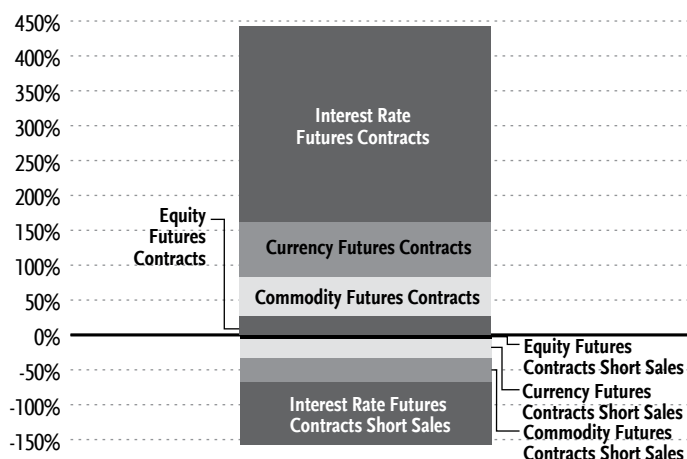 450%
400%
350%
300%
250%
200%
150%
100%
50%
0%
-50%
-100%
-150%
Interest Rate
Futures Contracts
Equity
Futures
Contracts
Currency Futures Contracts
Commodity Futures Contracts
Equity Futures
Contracts Short Sales
Currency Futures
Contracts Short Sales
Commodity Futures
Contracts Short Sales
Interest Rate Futures
Contracts Short Sales